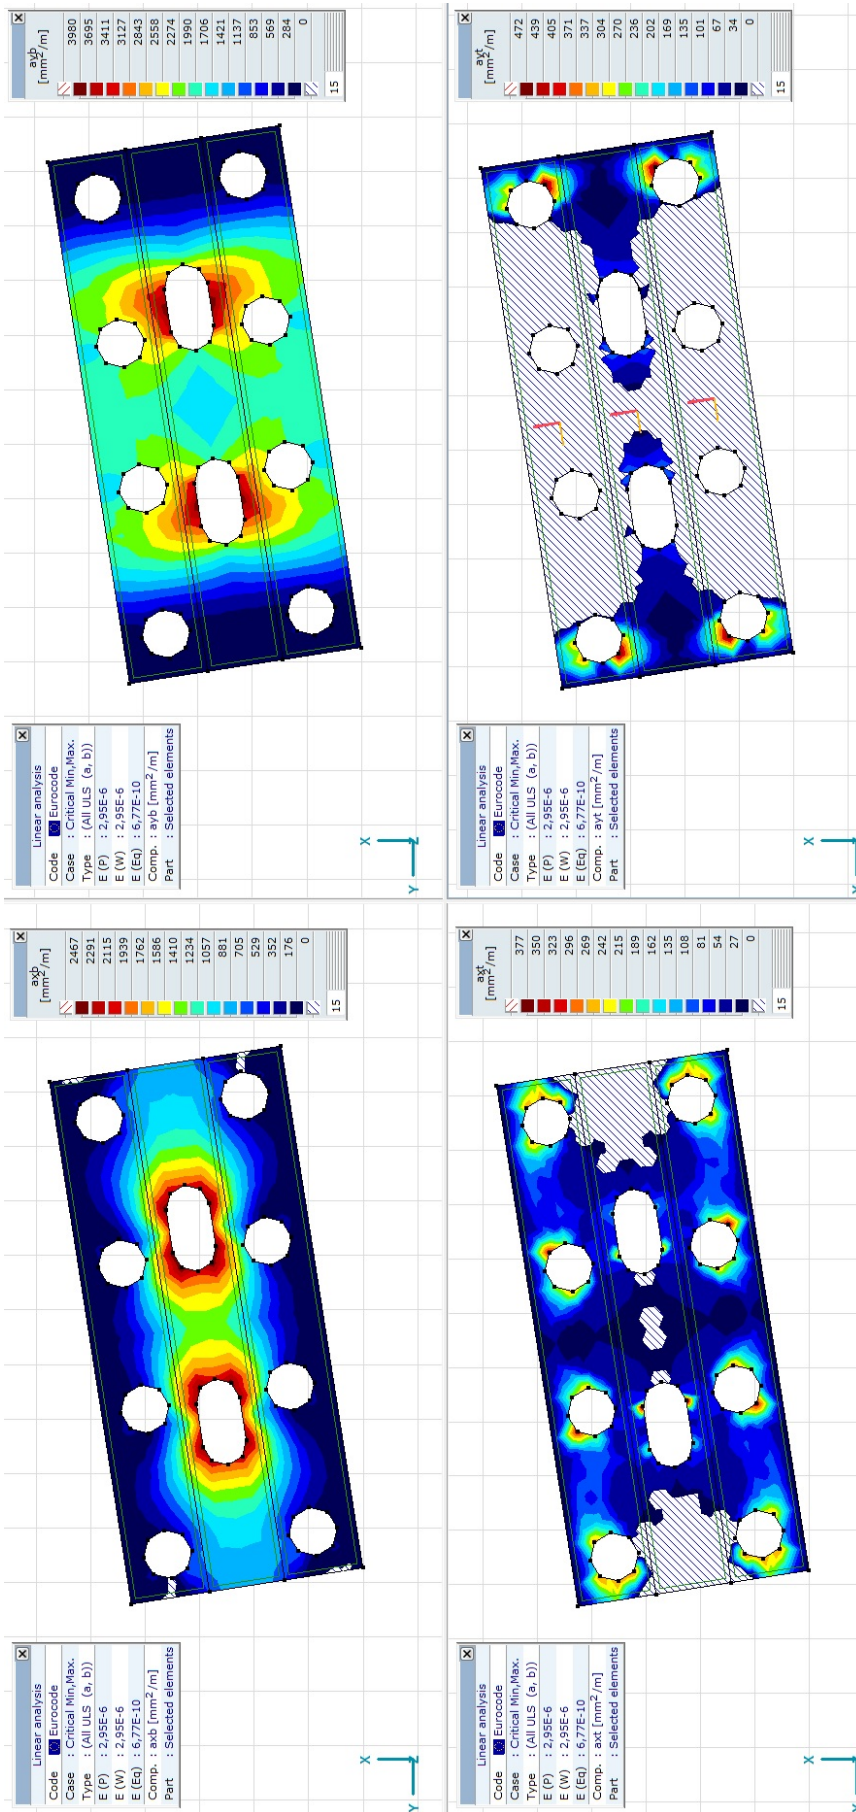 Linear analysis
Code : Eurocode
Case : Critical Min,Max.
Type : (All ULS (a, b))
E (P) : 2,95E-6
E (W) : 2,95E-6
E (Eq) : 6,77E-10
Comp. : axb [mm²/m]
Part : Selected elements
axb
[mm²/m]
2467
2291
2115
1939
1762
1586
1410
1234
1057
881
705
529
352
176
0
15
X
Y
Z
Linear analysis
Code : Eurocode
Case : Critical Min,Max.
Type : (All ULS (a, b))
E (P) : 2,95E-6
E (W) : 2,95E-6
E (Eq) : 6,77E-10
Comp. : ayb [mm²/m]
Part : Selected elements
ayb
[mm²/m]
3980
3695
3411
3127
2843
2558
2274
1990
1706
1421
1137
853
569
284
0
15
X
Y
Z
Linear analysis
Code : Eurocode
Case : Critical Min,Max.
Type : (All ULS (a, b))
E (P) : 2,95E-6
E (W) : 2,95E-6
E (Eq) : 6,77E-10
Comp. : axt [mm²/m]
Part : Selected elements
axt
[mm²/m]
377
350
323
296
269
242
215
189
162
135
108
81
54
27
0
15
X
Linear analysis
Code : Eurocode
Case : Critical Min,Max.
Type : (All ULS (a, b))
E (P) : 2,95E-6
E (W) : 2,95E-6
E (Eq) : 6,77E-10
Comp. : ayt [mm²/m]
Part : Selected elements
ayt
[mm²/m]
472
439
405
371
337
304
270
236
202
169
135
101
67
34
0
15
X
Y